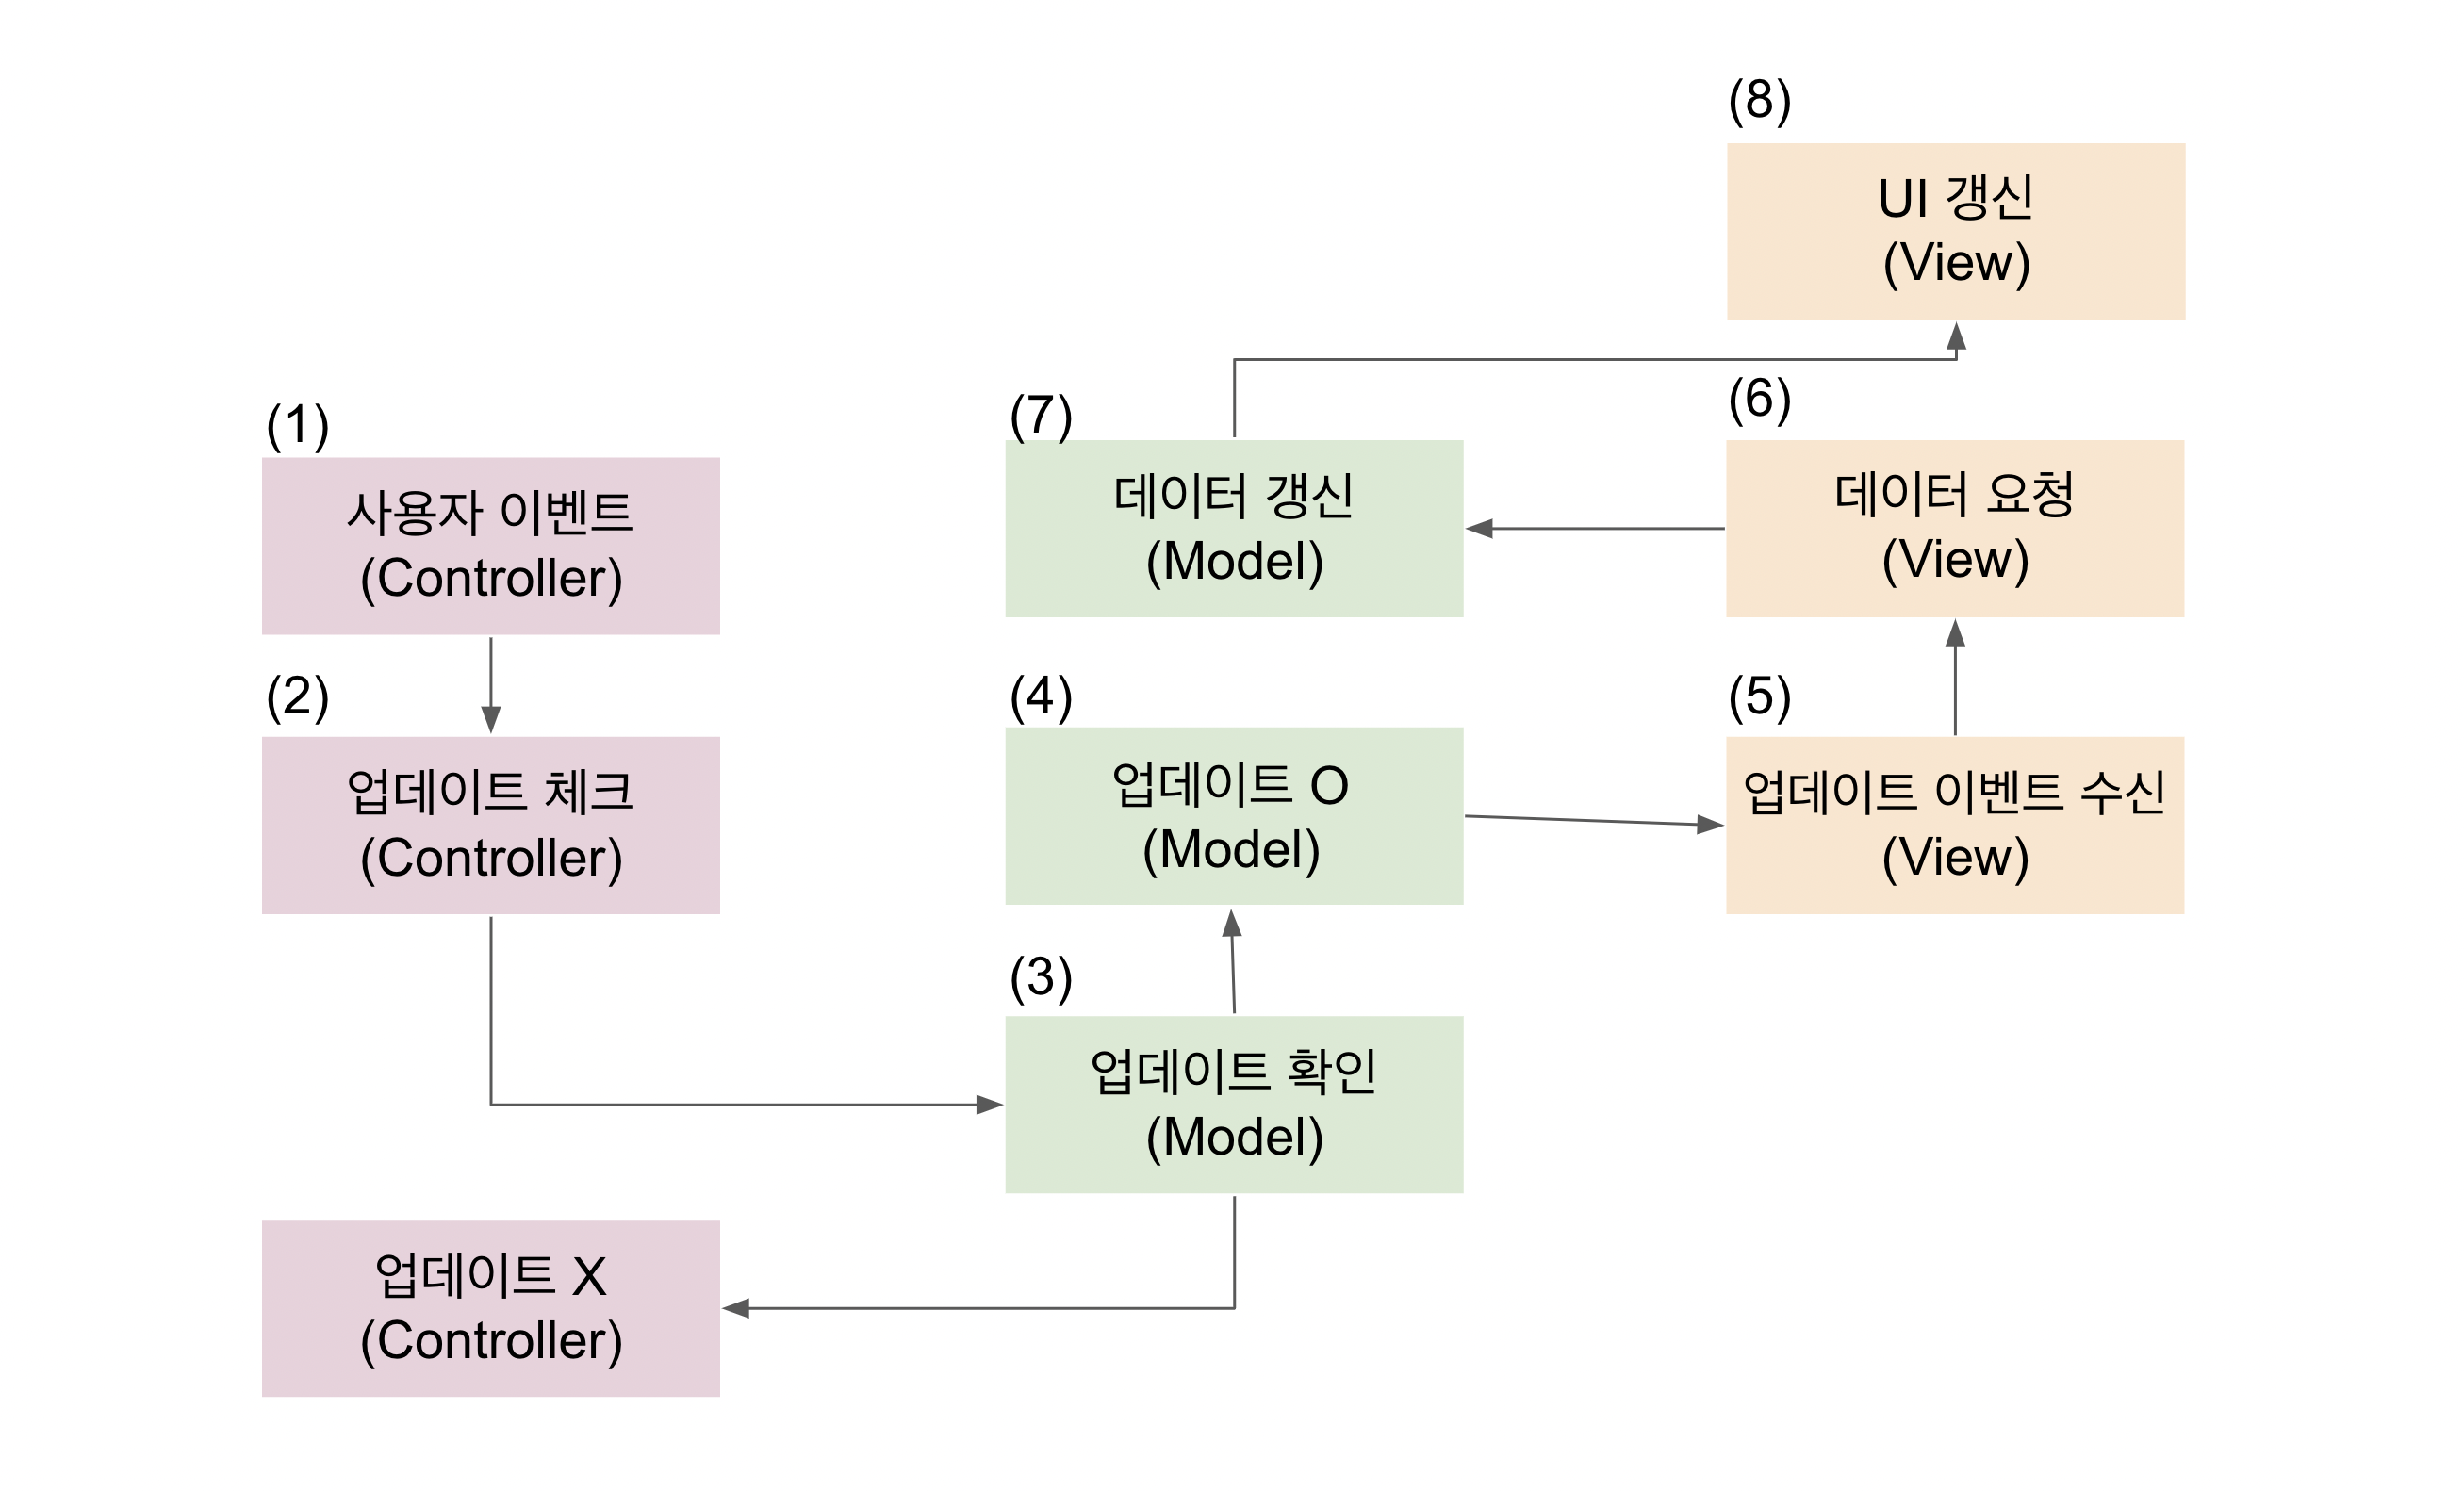 (1)
사용자 이벤트
(Controller)
(2)
업데이트 체크
(Controller)
(3)
업데이트 확인
(Model)
업데이트 X
(Controller)
(4)
업데이트 O
(Model)
(5)
업데이트 이벤트 수신
(View)
(6)
데이터 요청
(View)
(7)
데이터 갱신
(Model)
(8)
UI 갱신
(View)